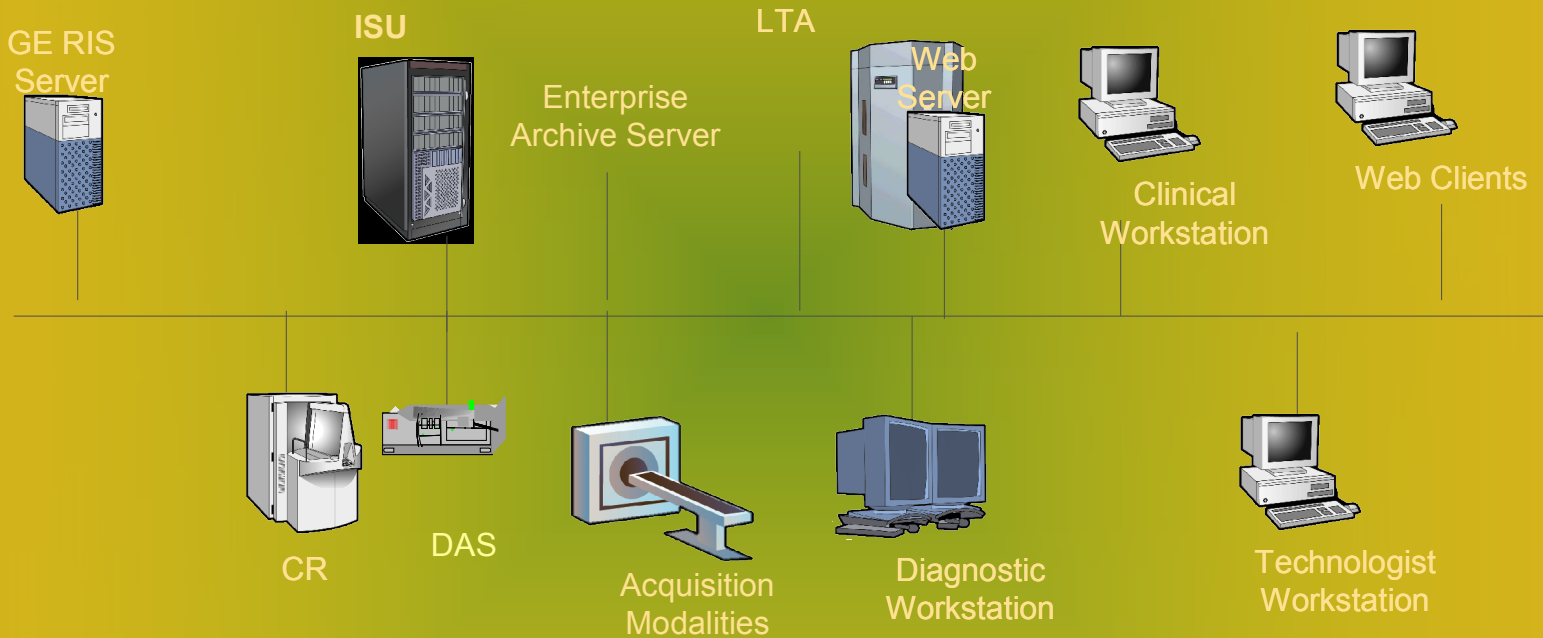 GE RIS
Server
ISU
Enterprise
Archive Server
LTA
Web
Server
Clinical
Workstation
Web Clients
CR
DAS
Acquisition
Modalities
Diagnostic
Workstation
Technologist
Workstation